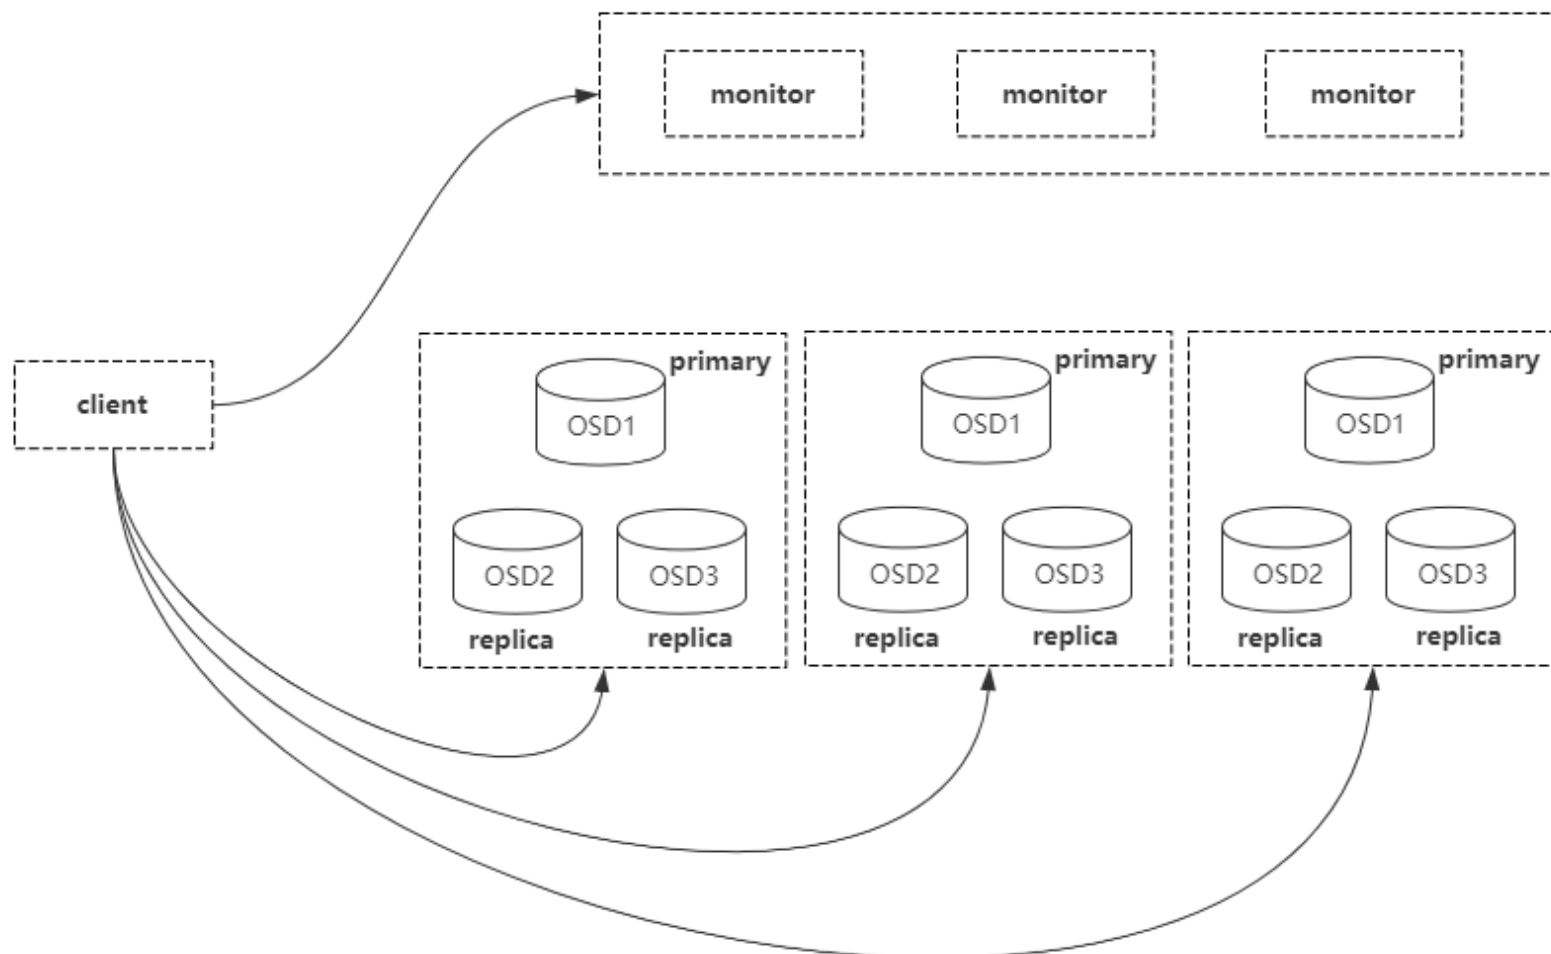 monitor monitor monitor
client
primary primary primary
OSD1 OSD1 OSD1
OSD2 OSD3 OSD2 OSD3 OSD2 OSD3
replica replica replica replica replica replica